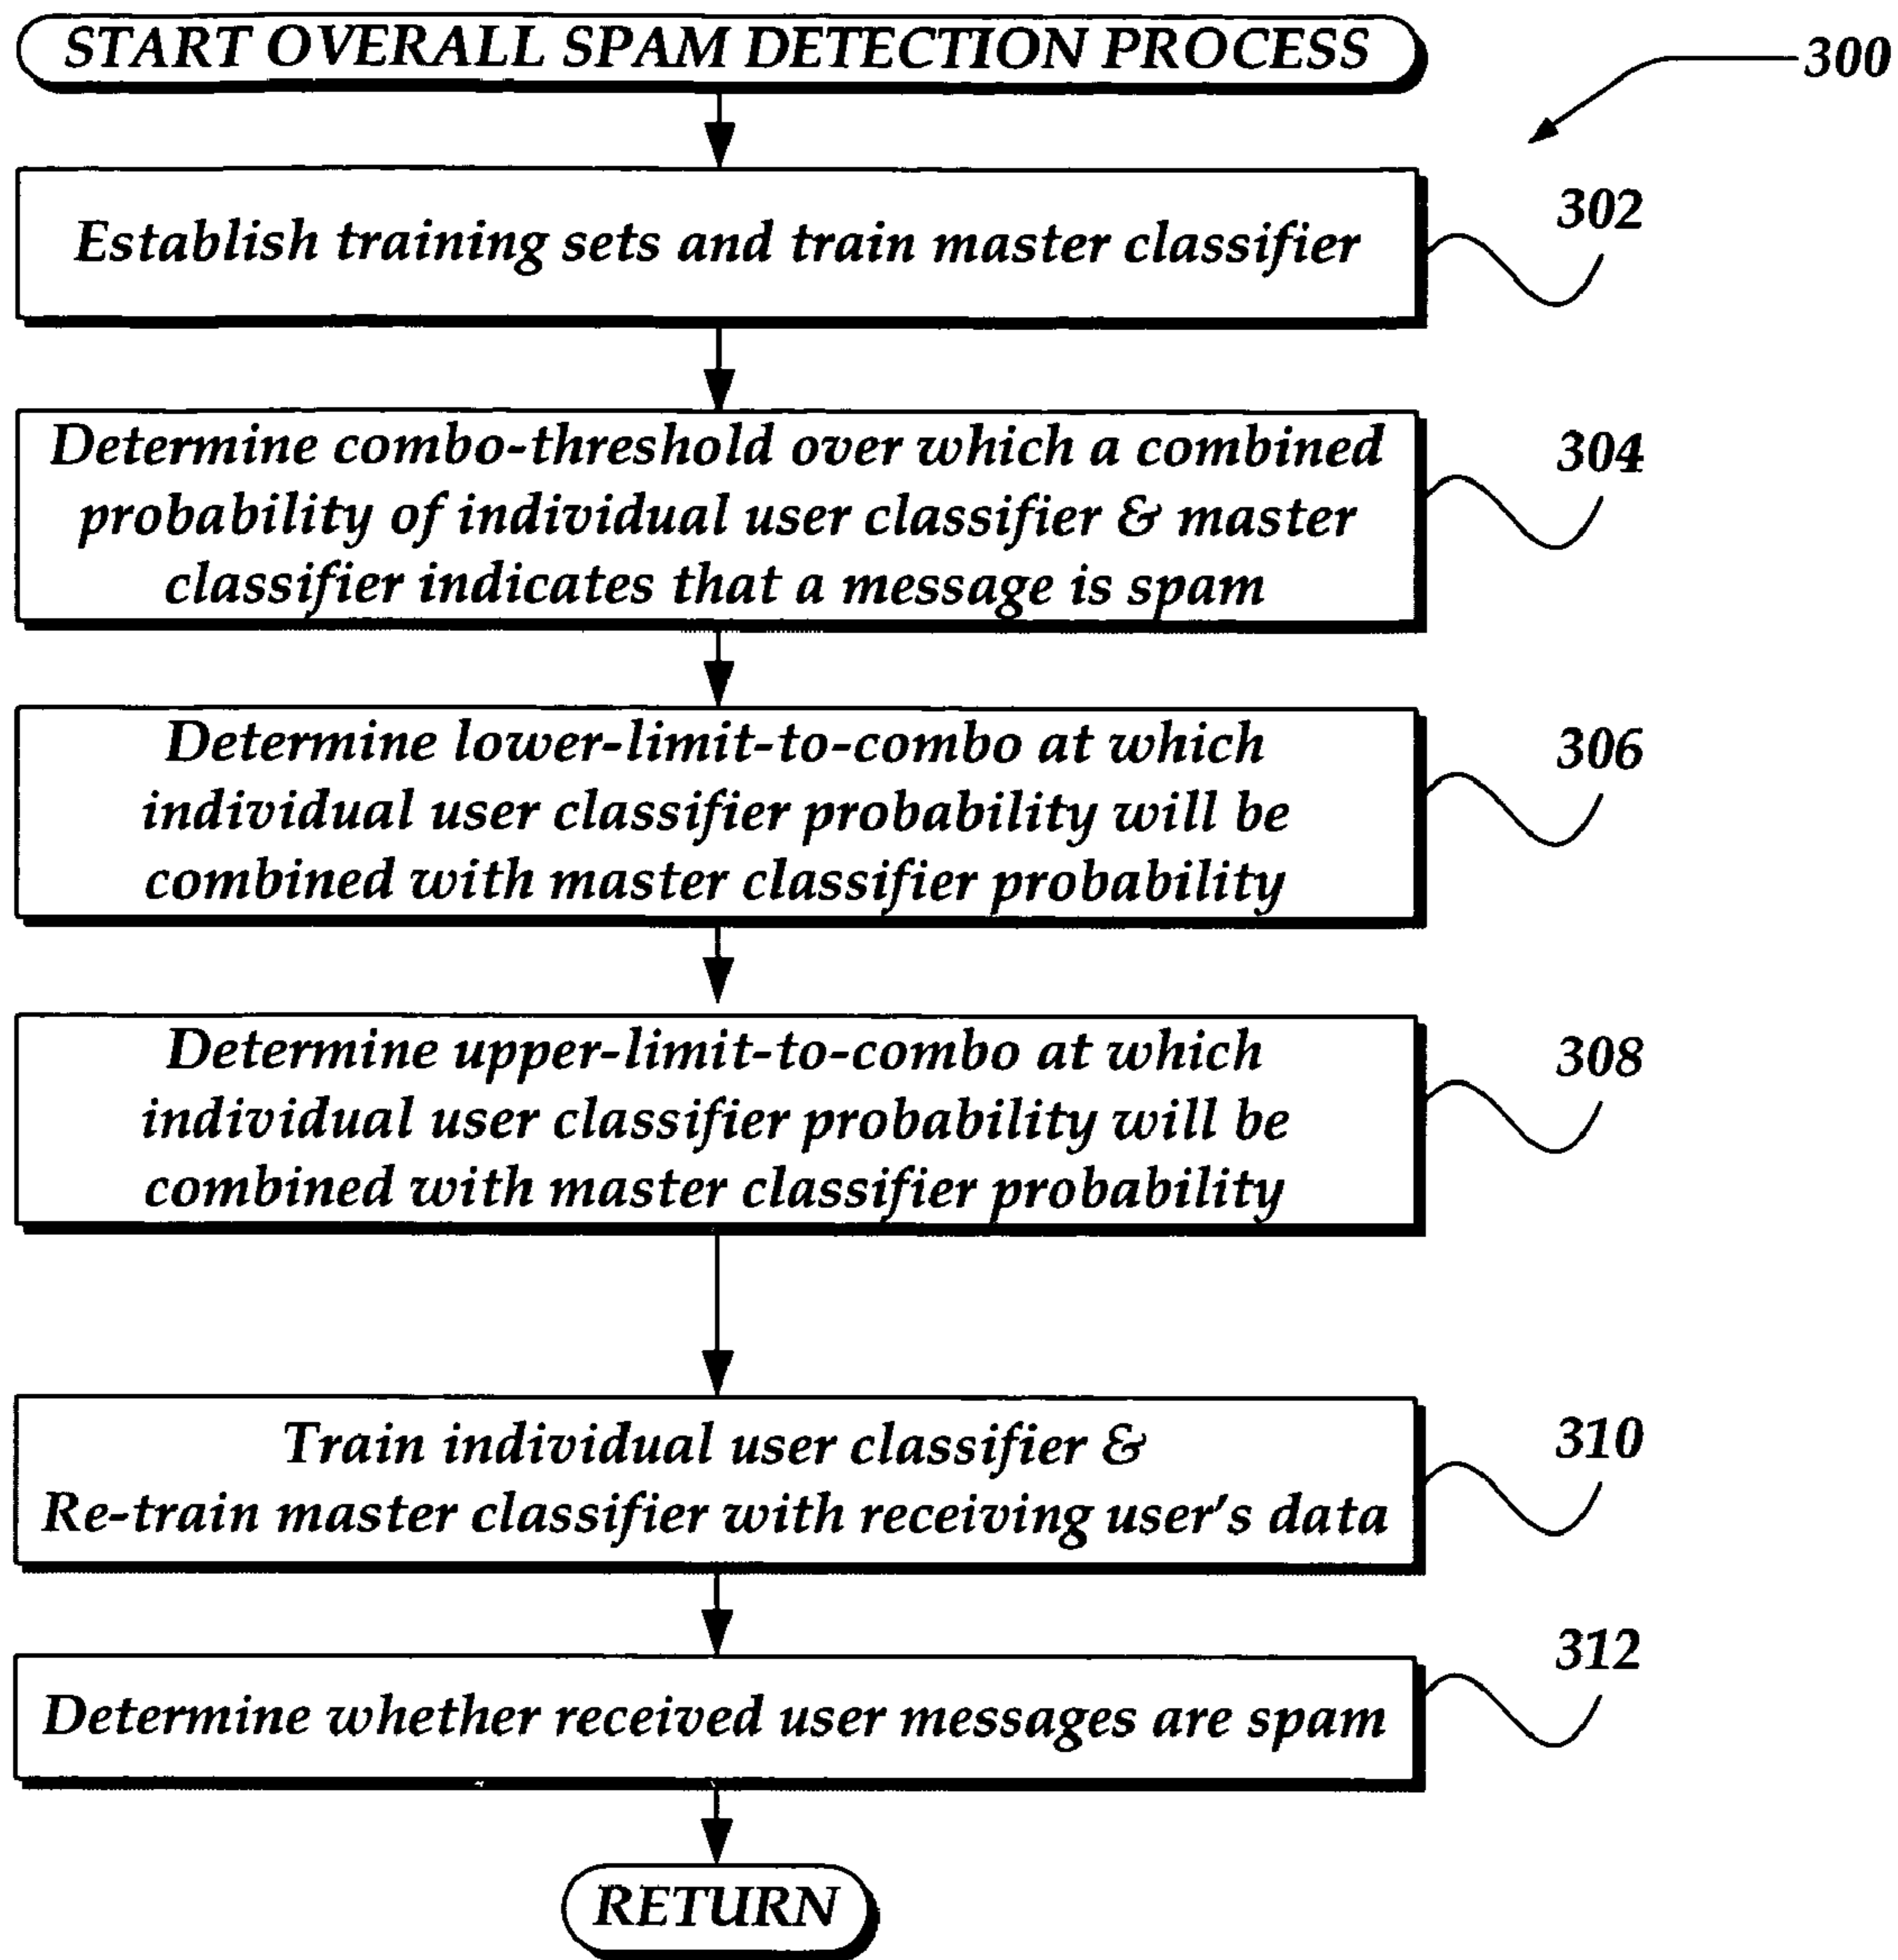 START OVERALL SPAM DETECTION PROCESS
300
Establish training sets and train master classifier
302
Determine combo-threshold over which a combined
probability of individual user classifier & master
classifier indicates that a message is spam
304
Determine lower-limit-to-combo at which
individual user classifier probability will be
combined with master classifier probability
306
Determine upper-limit-to-combo at which
individual user classifier probability will be
combined with master classifier probability
308
Train individual user classifier &
Re-train master classifier with receiving user's data
310
Determine whether received user messages are spam
312
RETURN